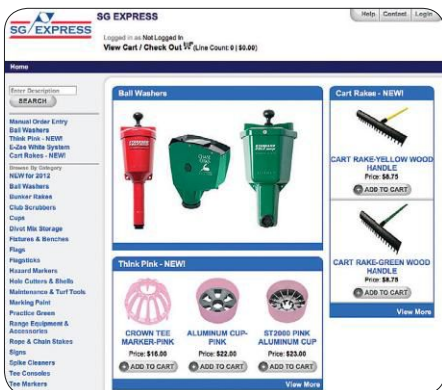 SG EXPRESS
SG EXPRESS
Help Contact Login
Logged in as Not Logged In
View Cart / Check Out (Line Count: 0 | $0.00)
Home
Enter Description
SEARCH
Manual Order Entry
Ball Washers
Think Pink - NEW!
E-Zee White System
Cart Rakes - NEW!
Browse By Category
NEW for 2012
Ball Washers
Bunker Rakes
Club Scrubbers
Cups
Divot Mix Storage
Fixtures & Benches
Flags
Flagsticks
Hazard Markers
Hole Cutters & Shells
Maintenance & Turf Tools
Marking Paint
Practice Green
Range Equipment &
Accessories
Rope & Chain Stakes
Signs
Spike Cleaners
Tee Consoles
Tee Markers
Ball Washers
Think Pink - NEW!
CROWN TEE
MARKER-PINK
Price: $16.00
ADD TO CART
ALUMINUM CUP-
PINK
Price: $22.00
ADD TO CART
ST2000 PINK
ALUMINUM CUP
Price: $23.00
ADD TO CART
View More
Cart Rakes - NEW!
CART RAKE-YELLOW WOOD
HANDLE
Price: $8.75
ADD TO CART
CART RAKE-GREEN WOOD
HANDLE
Price: $8.75
ADD TO CART
View More